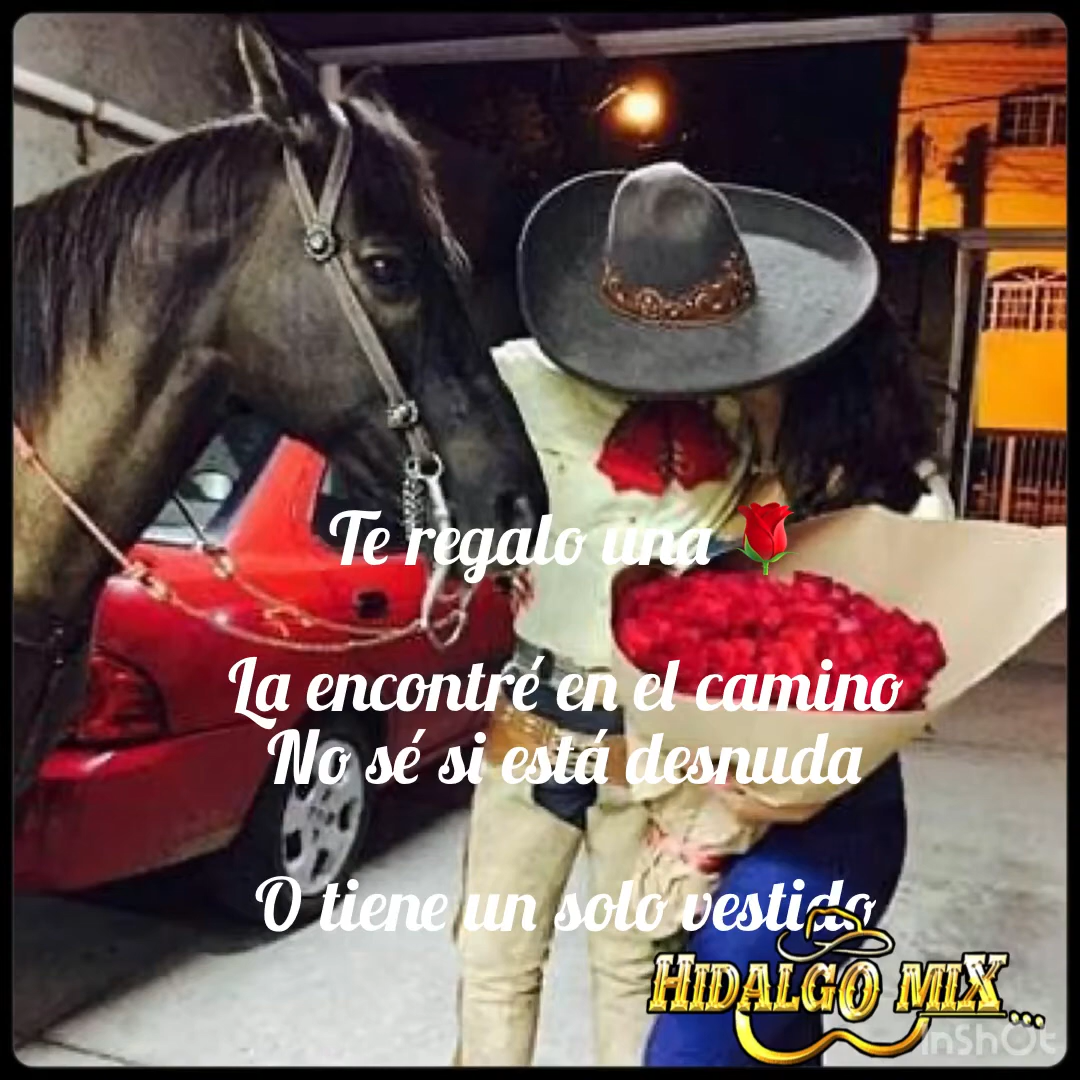 Te regalo una 🌹
La encontré en el camino
No sé si está desnuda
O tiene un solo vestido
HIDALGO MIX...
InShOt